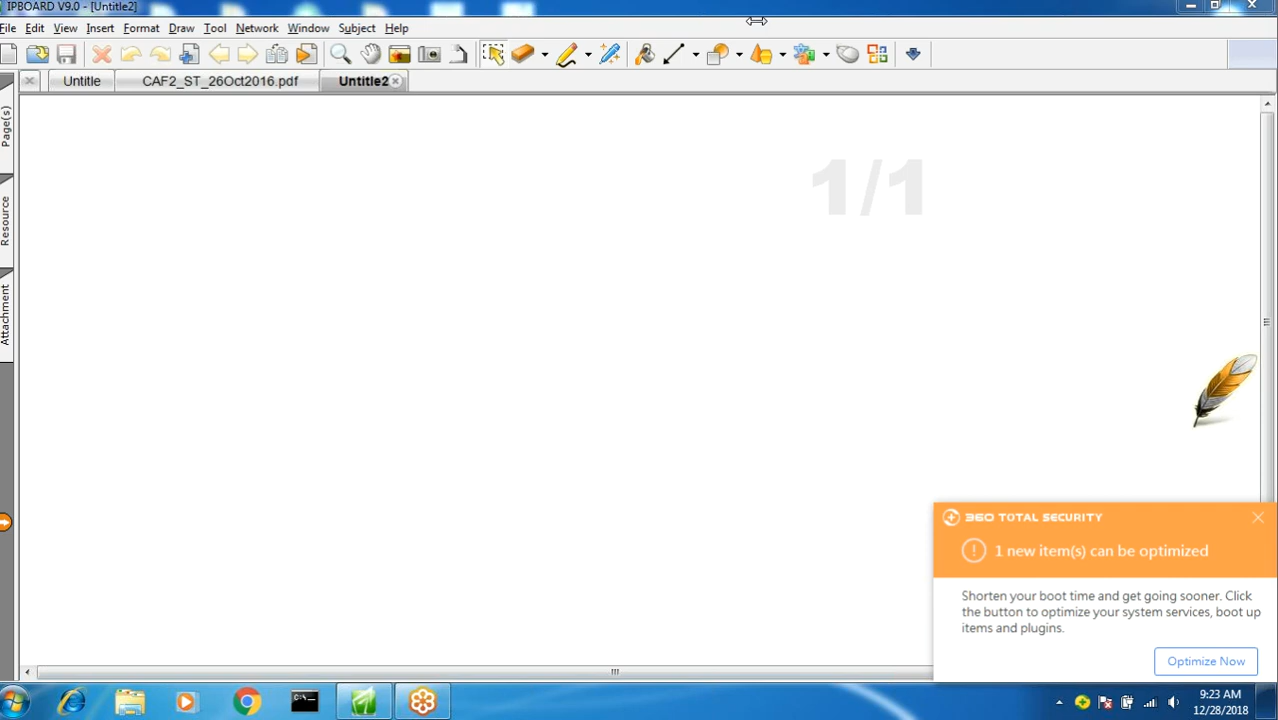 IPBOARD V9.0 - [Untitle2]
File Edit View Insert Format Draw Tool Network Window Subject Help
Untitle CAF2_ST_26Oct2016.pdf Untitle2
Page(s)
Resource
Attachment
1/1
360 TOTAL SECURITY
1 new item(s) can be optimized
Shorten your boot time and get going sooner. Click
the button to optimize your system services, boot up
items and plugins.
Optimize Now
C:\
9:23 AM
12/28/2018